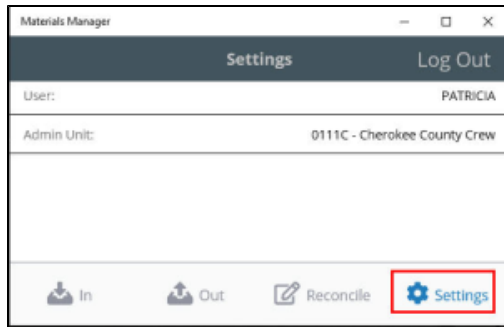 Materials Manager
Settings Log Out
User: PATRICIA
Admin Unit: 0111C - Cherokee County Crew
In Out Reconcile Settings